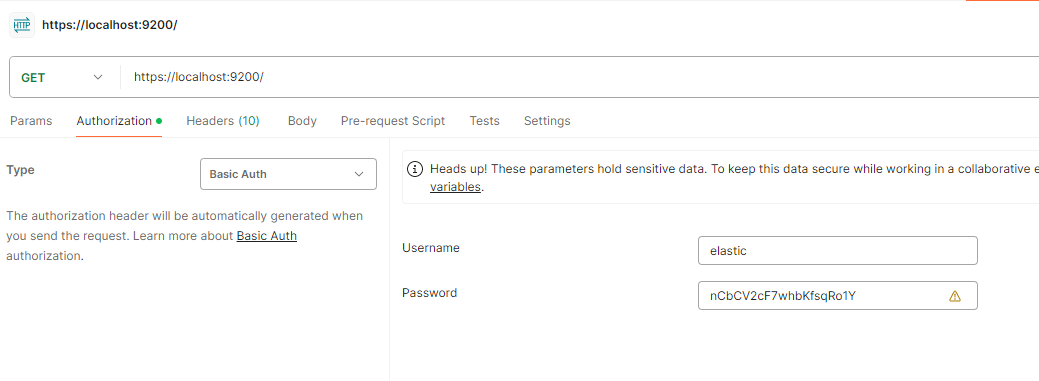 HTTP https://localhost:9200/
GET https://localhost:9200/
Params Authorization Headers (10) Body Pre-request Script Tests Settings
Type Basic Auth
The authorization header will be automatically generated when
you send the request. Learn more about Basic Auth
authorization.
Heads up! These parameters hold sensitive data. To keep this data secure while working in a collaborative e
variables.
Username elastic
Password nCbCV2cF7whbKfsqRo1Y